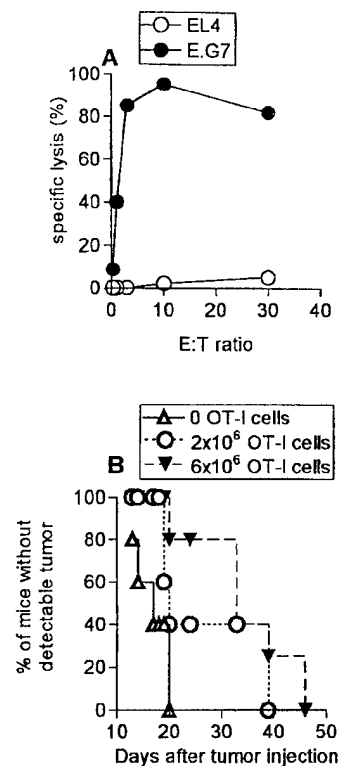 EL4
E.G7
A
100
80
60
40
20
0
specific lysis (%)
0 10 20 30 40
E:T ratio
0 OT-I cells
2x10⁶ OT-I cells
6x10⁶ OT-I cells
B
100
80
60
40
20
0
% of mice without
detectable tumor
10 20 30 40 50
Days after tumor injection